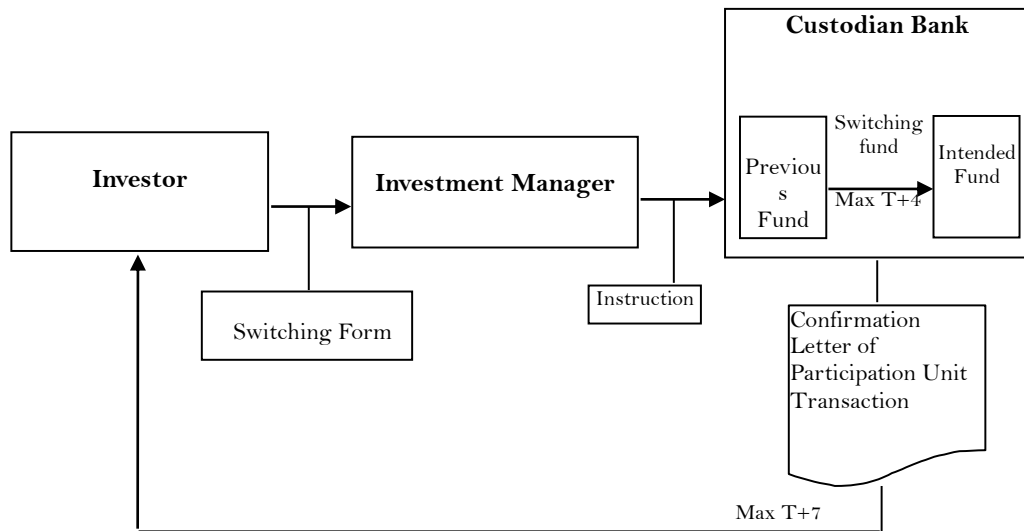 Custodian Bank
Investor
Investment Manager
Switching
fund
Previou
s
Fund
Max T+4
Intended
Fund
Switching Form
Instruction
Confirmation
Letter of
Participation Unit
Transaction
Max T+7